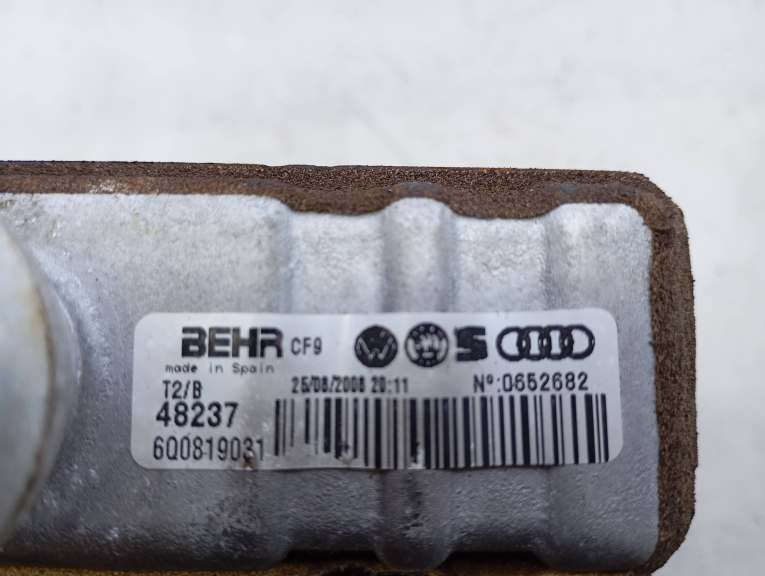 BEHR CF9
made in Spain
T2/B 25/08/2008 20:11 Nº:0652682
48237
6Q0819031